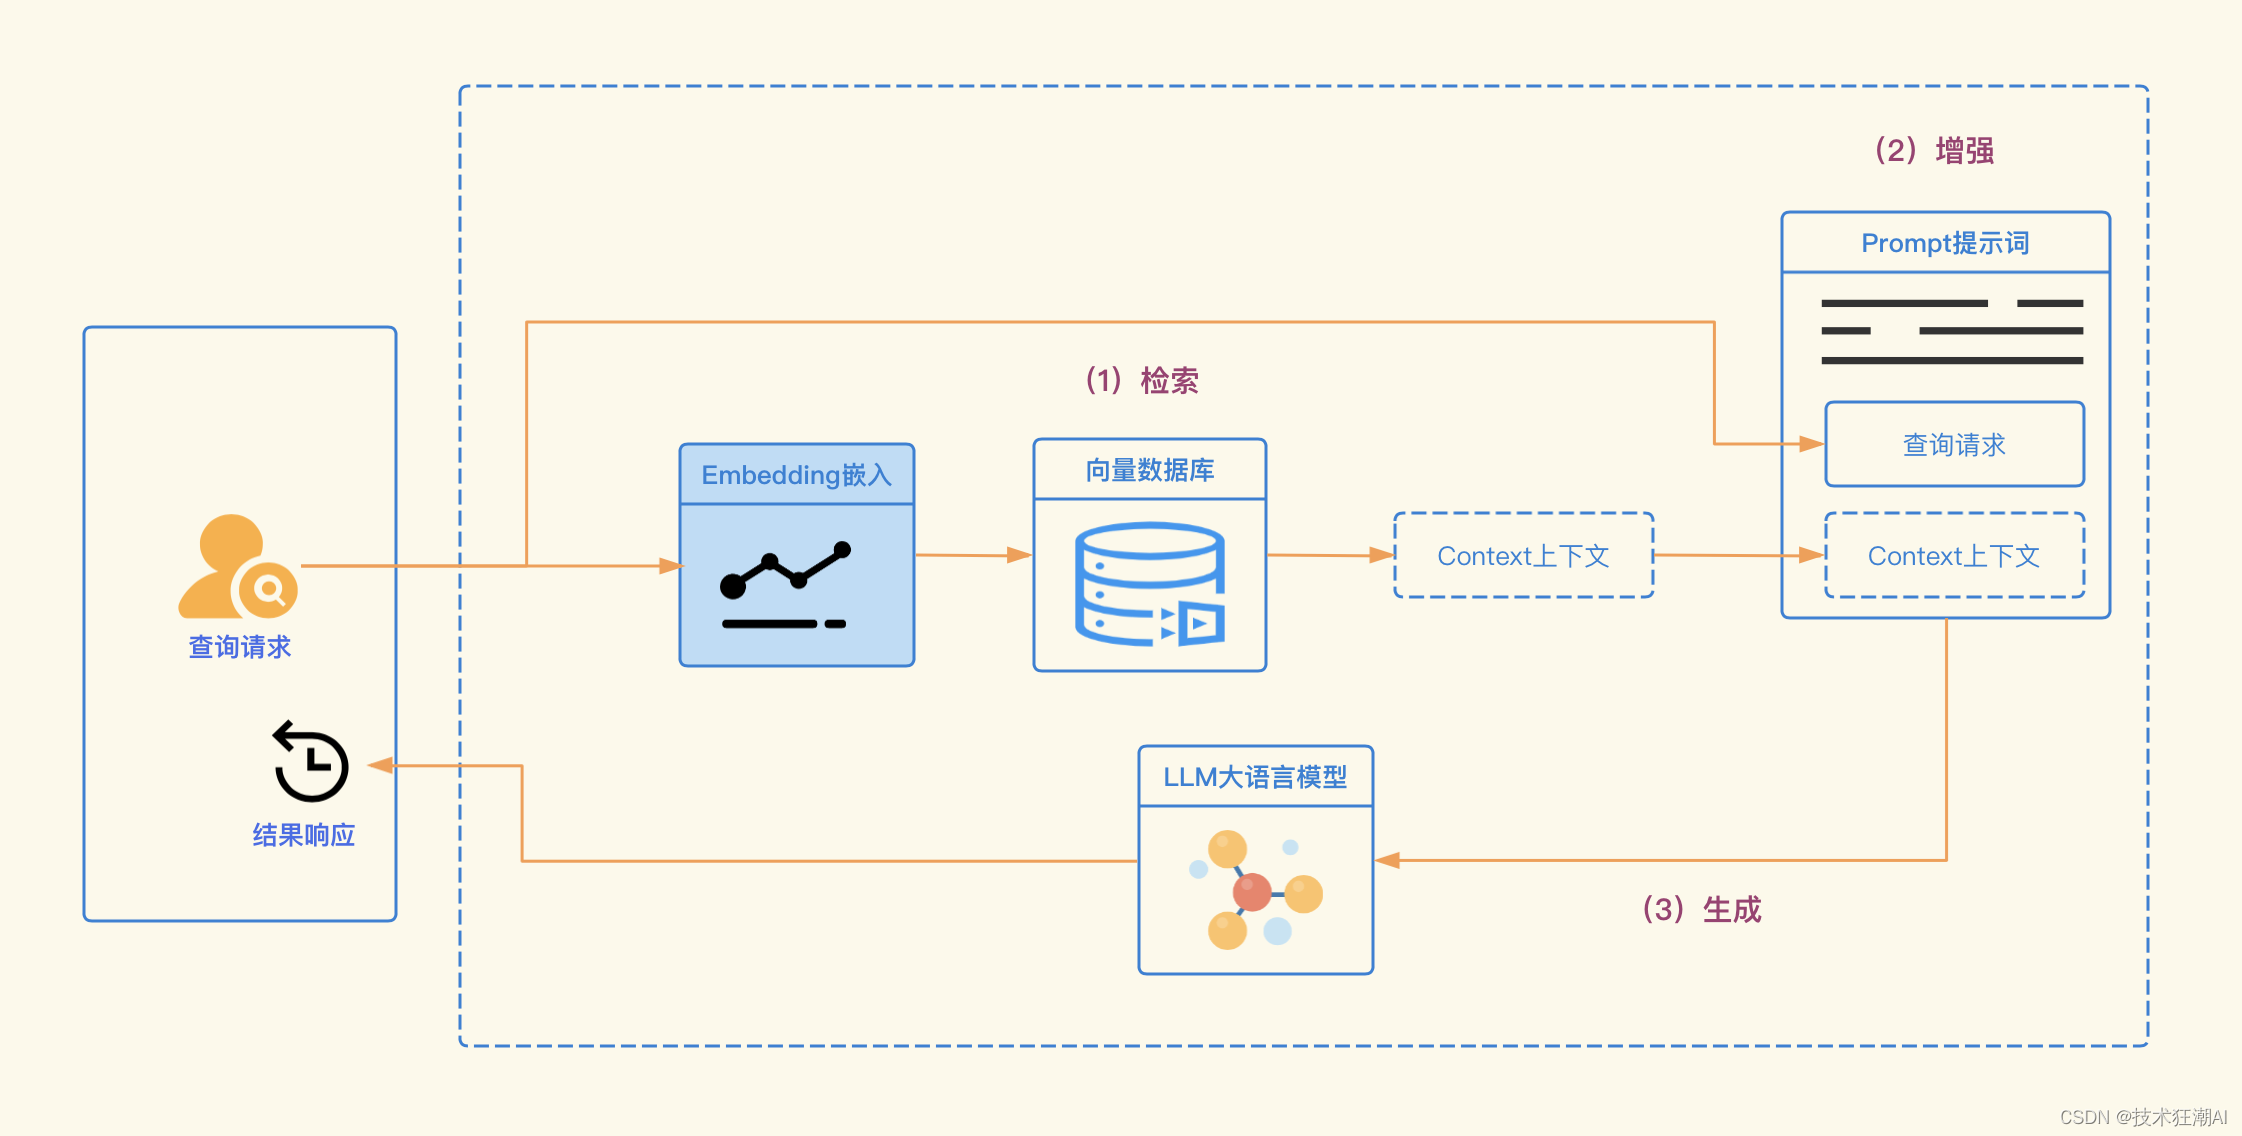 (2) 增强
Prompt提示词
(1) 检索
查询请求
Embedding嵌入
向量数据库
Context上下文
Context上下文
查询请求
LLM大语言模型
结果响应
(3) 生成
CSDN @技术狂潮AI